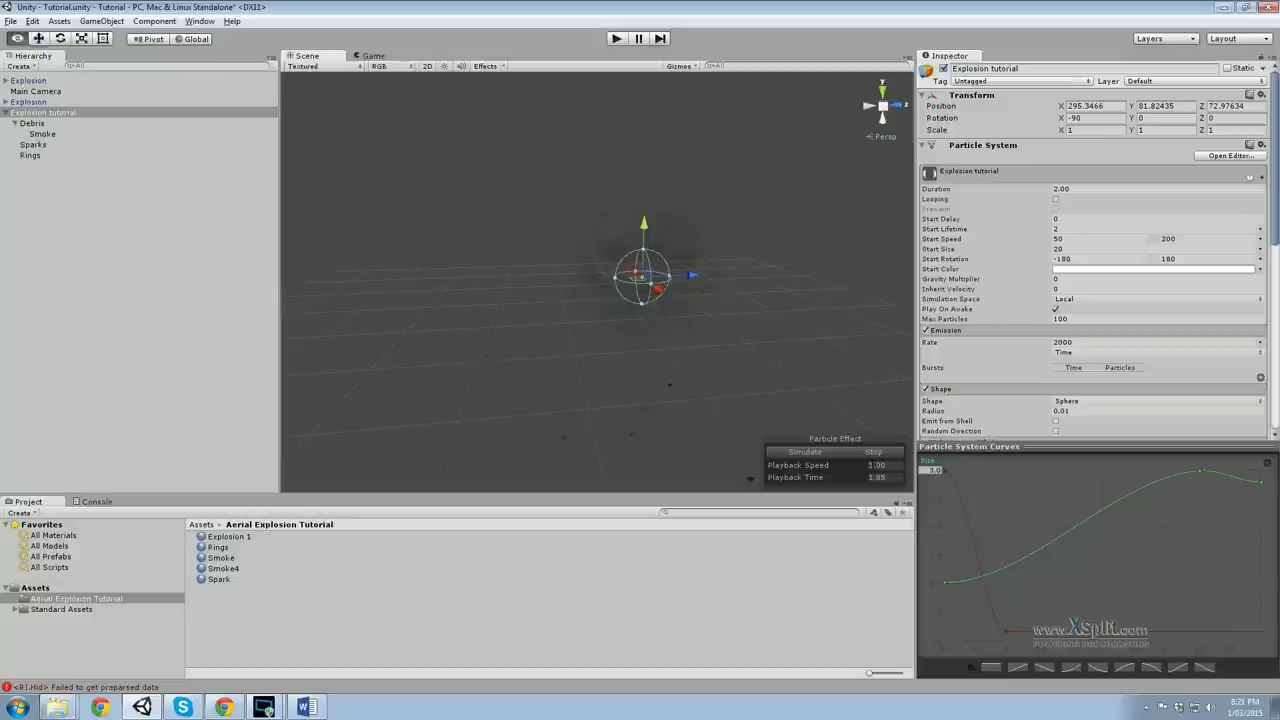 Unity - Tutorial.unity - Tutorial - PC, Mac & Linux Standalone* <DX11>
File Edit Assets GameObject Component Window Help
Pivot Global Layers Layout
Hierarchy
Create All
Explosion
Main Camera
Explosion
Explosion tutorial
Debris
Smoke
Sparks
Rings
Scene Game
Textured RGB 2D Effects Gizmos All
y
z
Persp
Particle Effect
Simulate Stop
Playback Speed 1.00
Playback Time 1.85
Inspector
Explosion tutorial Static
Tag Untagged Layer Default
Transform
Position X 295.3466 Y 81.82435 Z 72.97634
Rotation X -90 Y 0 Z 0
Scale X 1 Y 1 Z 1
Particle System
Open Editor...
Explosion tutorial
Duration 2.00
Looping
Prewarm
Start Delay 0
Start Lifetime 2
Start Speed 50 200
Start Size 20
Start Rotation -180 180
Start Color
Gravity Multiplier 0
Inherit Velocity 0
Simulation Space Local
Play On Awake
Max Particles 100
Emission
Rate 2000
Time
Bursts Time Particles
Shape
Shape Sphere
Radius 0.01
Emit from Shell
Random Direction
Particle System Curves
Size
3.0
www.XSplit.com
Project Console
Create
Favorites
All Materials
All Models
All Prefabs
All Scripts
Assets
Aerial Explosion Tutorial
Standard Assets
Assets Aerial Explosion Tutorial
Explosion 1
Rings
Smoke
Smoke4
Spark
<RI.Hid> Failed to get preparsed data
6:21 PM
1/03/2015